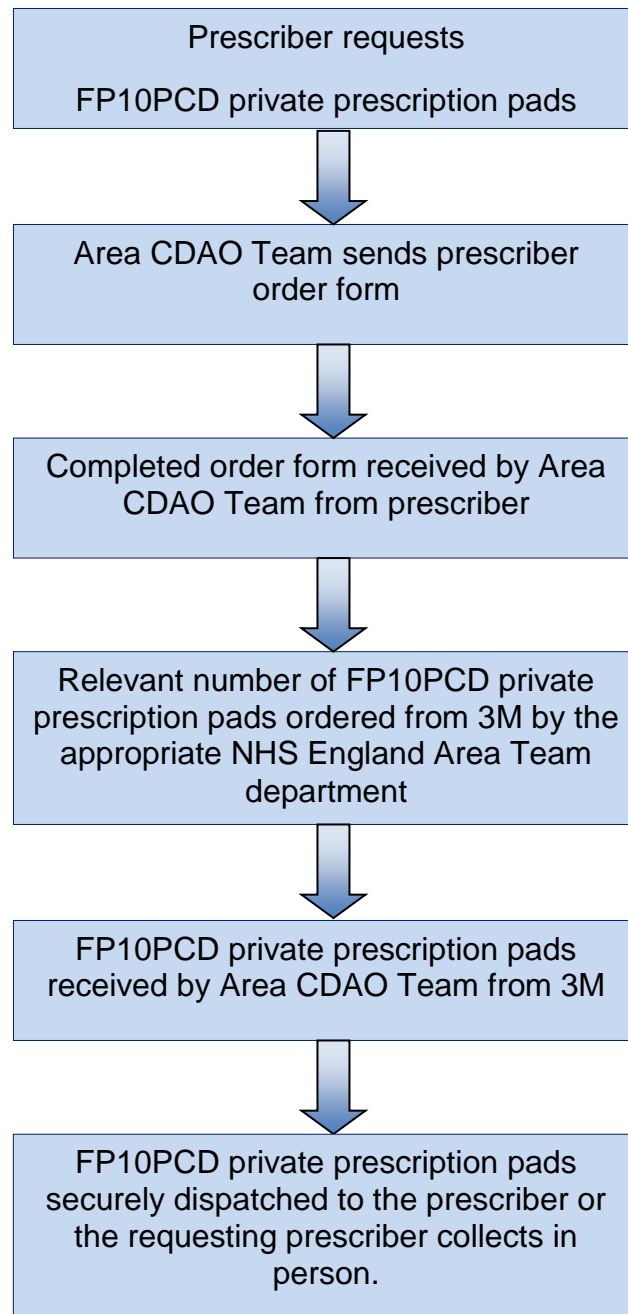 Prescriber requests
FP10PCD private prescription pads
Area CDAO Team sends prescriber
order form
Completed order form received by Area
CDAO Team from prescriber
Relevant number of FP10PCD private
prescription pads ordered from 3M by the
appropriate NHS England Area Team
department
FP10PCD private prescription pads
received by Area CDAO Team from 3M
FP10PCD private prescription pads
securely dispatched to the prescriber or
the requesting prescriber collects in
person.